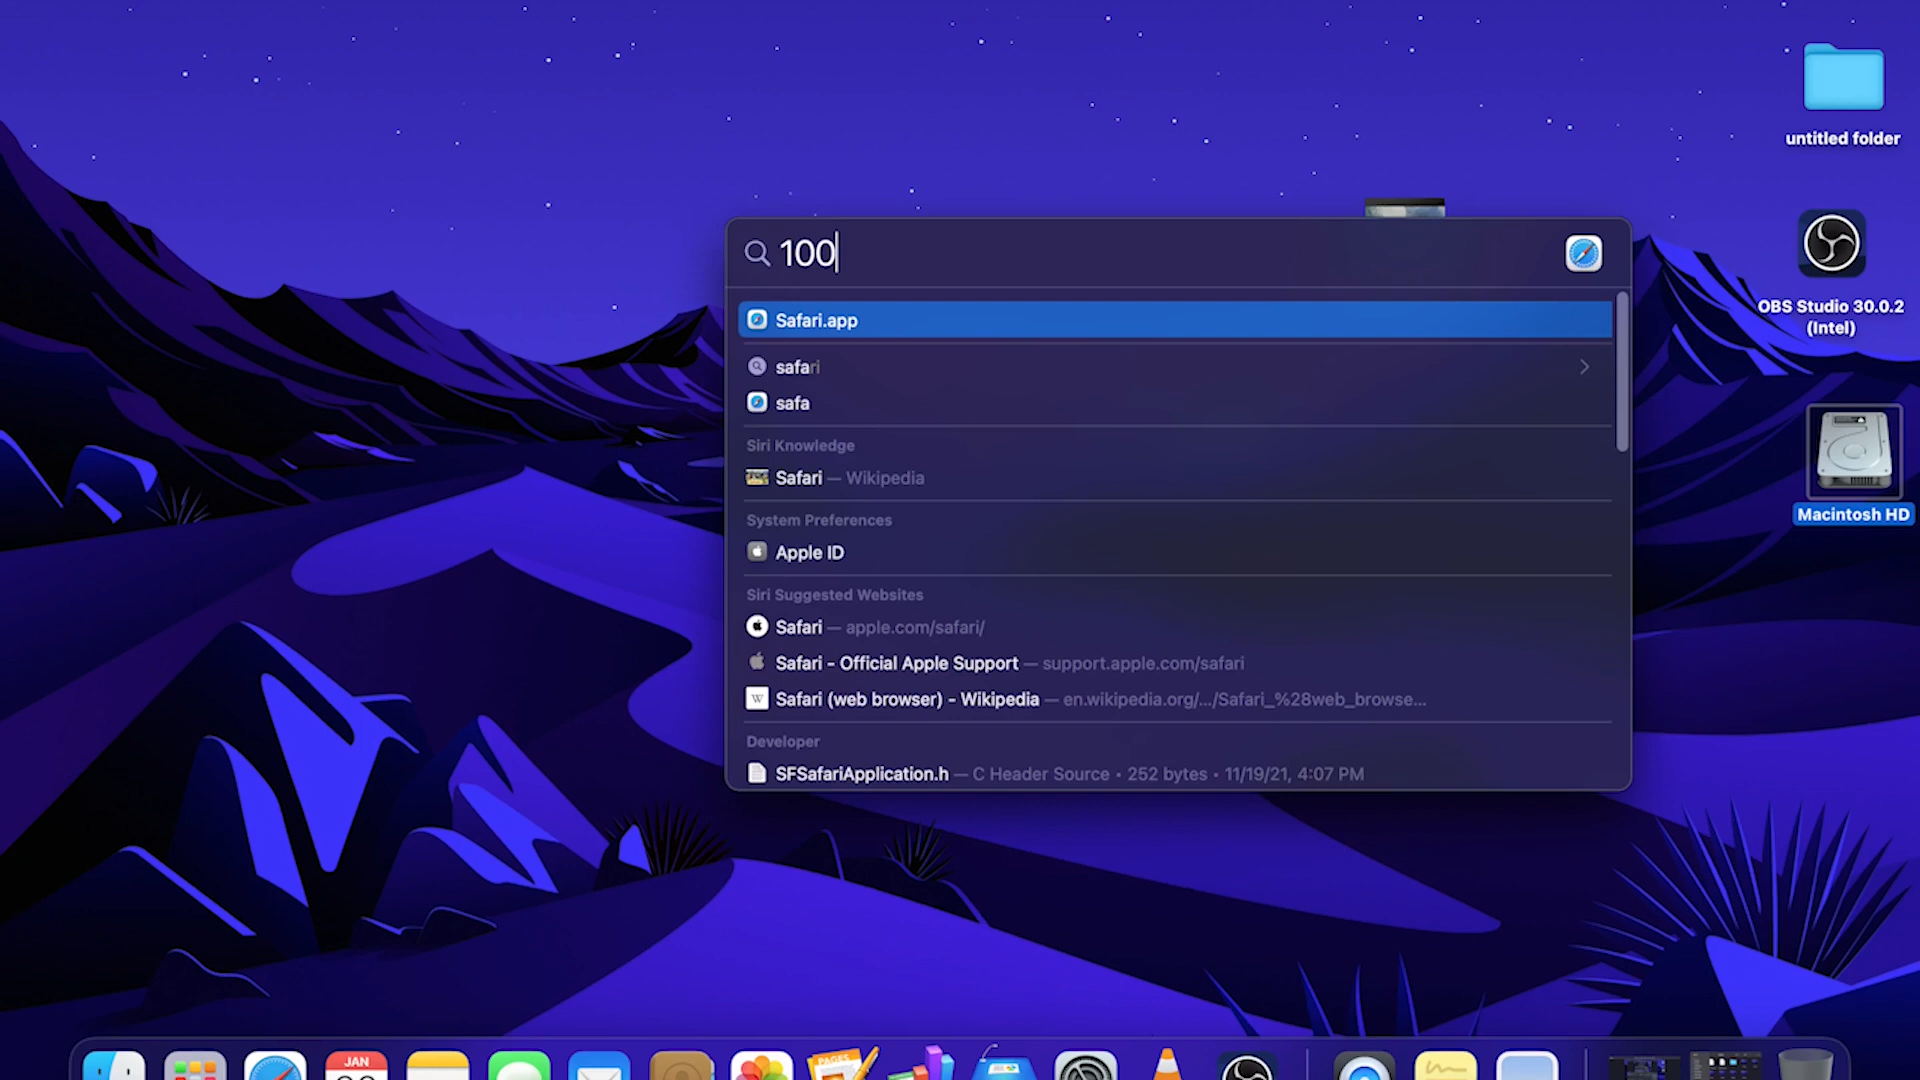 untitled folder
100
Safari.app
safari
safa
Siri Knowledge
Safari — Wikipedia
System Preferences
Apple ID
Siri Suggested Websites
Safari — apple.com/safari/
Safari - Official Apple Support — support.apple.com/safari
Safari (web browser) - Wikipedia — en.wikipedia.org/.../Safari_%28web_browse...
Developer
SFSafariApplication.h — C Header Source • 252 bytes • 11/19/21, 4:07 PM
OBS Studio 30.0.2
(Intel)
Macintosh HD
JAN
PAGES